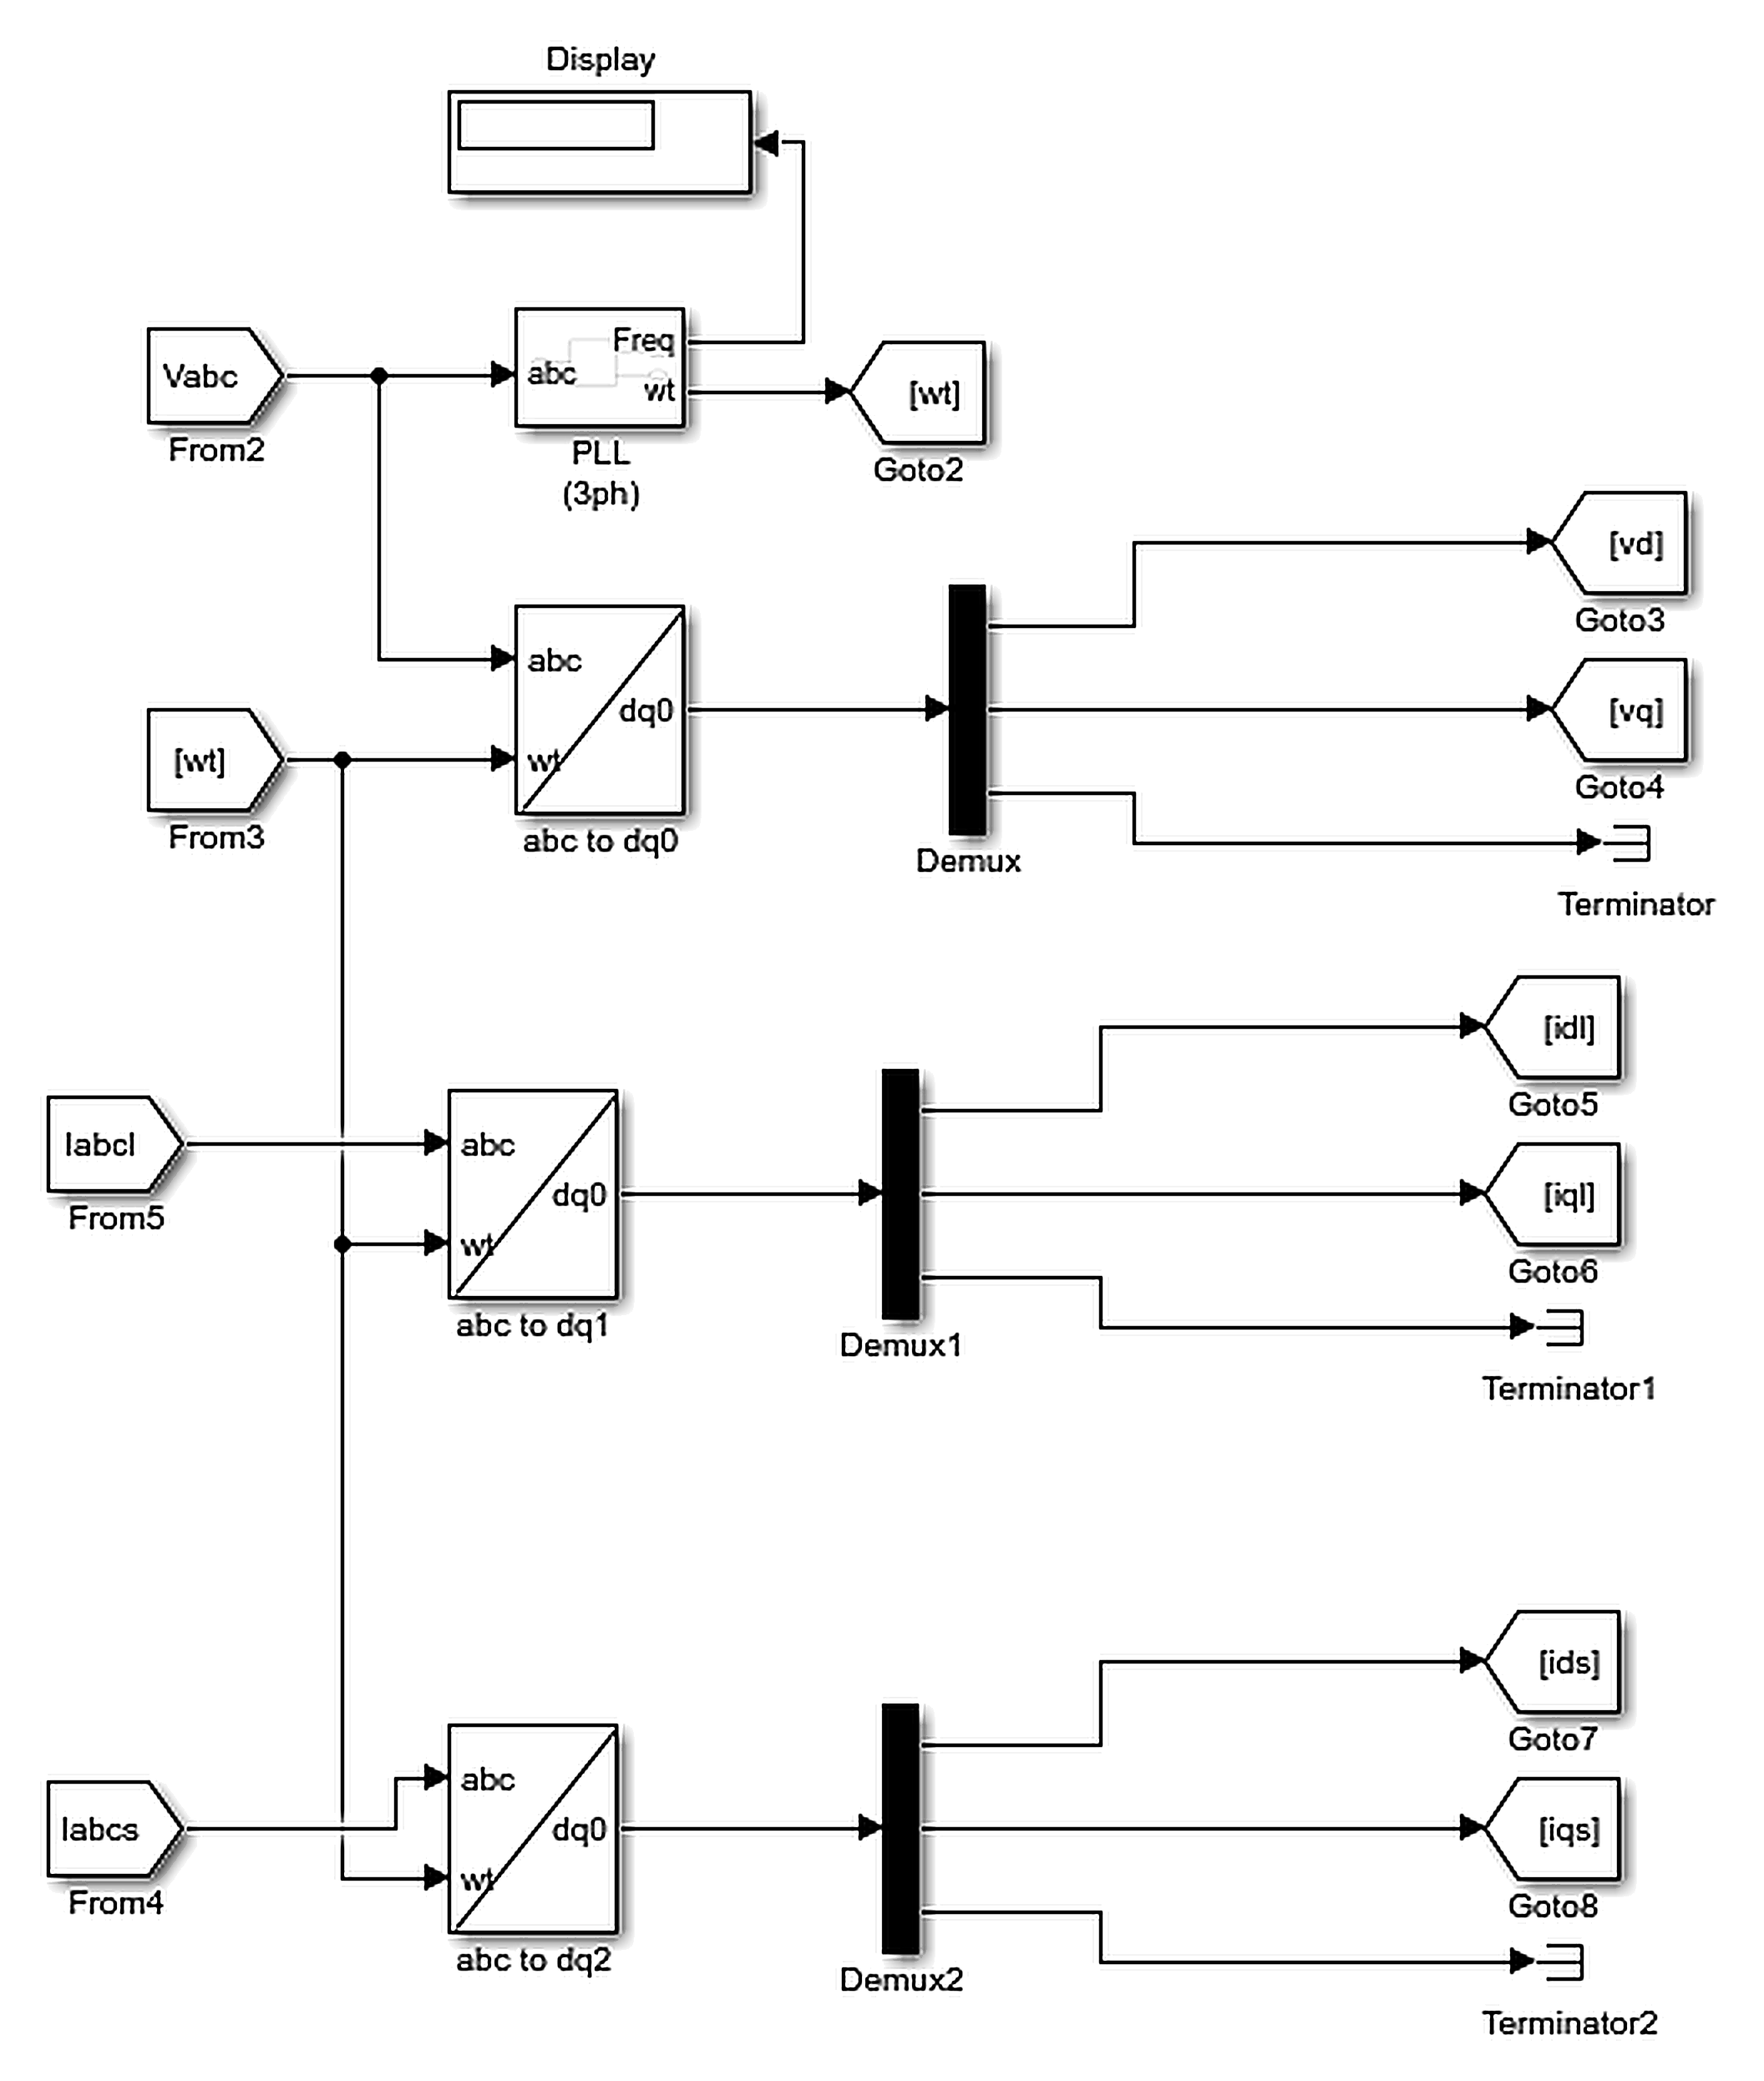 Display
Vabc
From2
abc
Freq
wt
PLL
(3ph)
[wt]
Goto2
[wt]
From3
abc
wt
dq0
abc to dq0
Demux
[vd]
Goto3
[vq]
Goto4
Terminator
Iabcl
From5
abc
wt
dq0
abc to dq1
Demux1
[idl]
Goto5
[iql]
Goto6
Terminator1
Iabcs
From4
abc
wt
dq0
abc to dq2
Demux2
[ids]
Goto7
[iqs]
Goto8
Terminator2